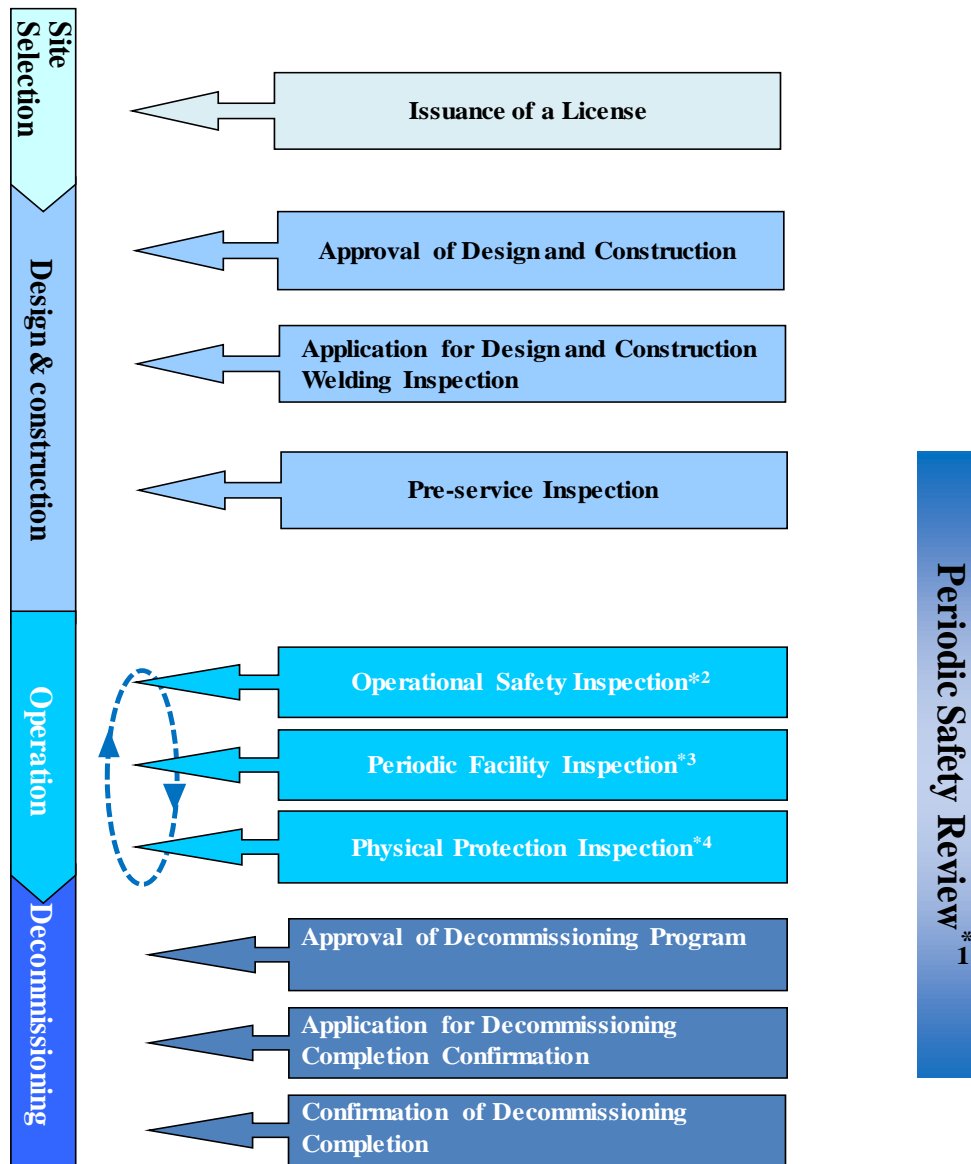 Site
Selection
Issuance of a License
Approval of Design and Construction
Design & construction
Application for Design and Construction
Welding Inspection
Pre-service Inspection
Operation
Operational Safety Inspection*2
Periodic Facility Inspection*3
Physical Protection Inspection*4
Decommissioning
Approval of Decommissioning Program
Application for Decommissioning
Completion Confirmation
Confirmation of Decommissioning
Completion
Periodic Safety Review*1